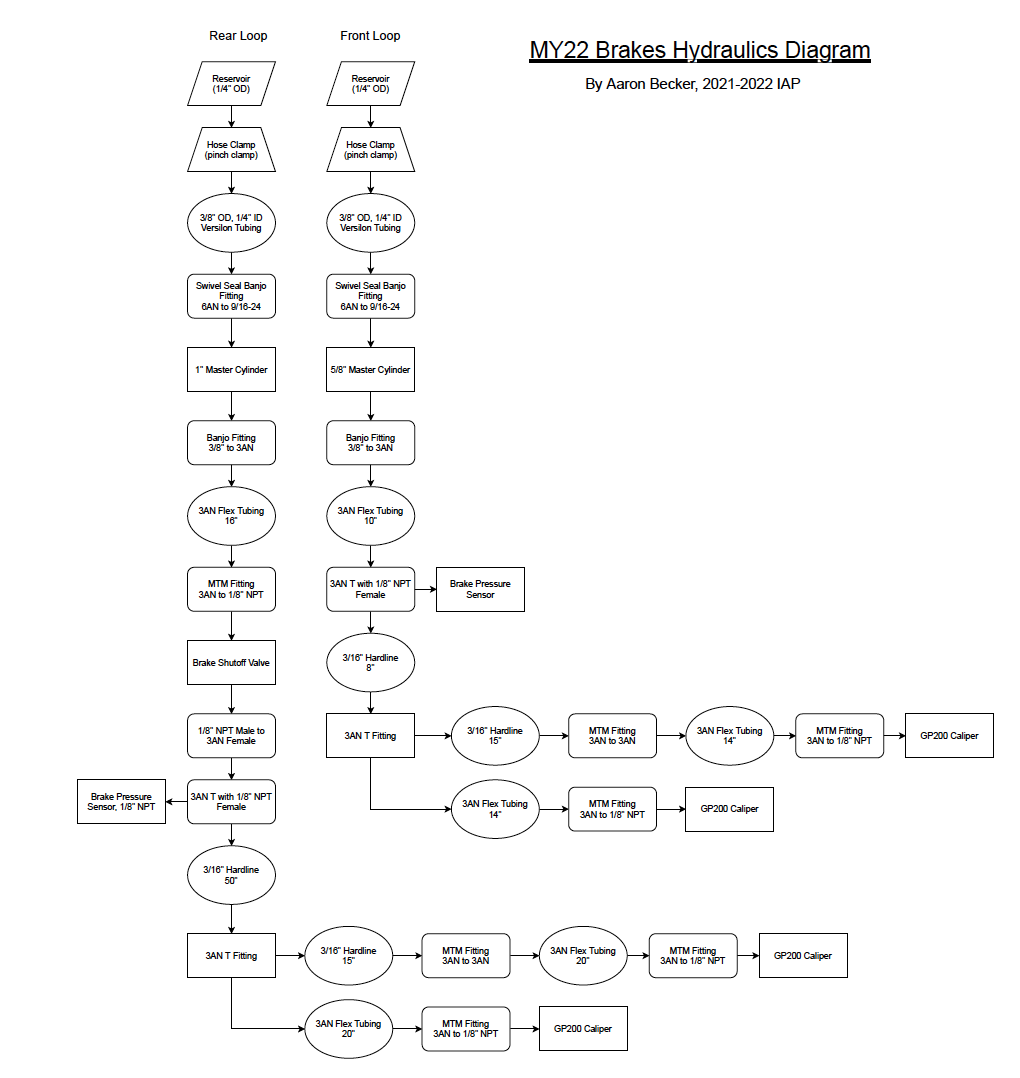 MY22 Brakes Hydraulics Diagram
By Aaron Becker, 2021-2022 IAP
Rear Loop
Reservoir
(1/4" OD)
Hose Clamp
(pinch clamp)
3/8" OD, 1/4" ID
Versilon Tubing
Swivel Seal Banjo
Fitting
6AN to 9/16-24
1" Master Cylinder
Banjo Fitting
3/8" to 3AN
3AN Flex Tubing
16"
MTM Fitting
3AN to 1/8" NPT
Brake Shutoff Valve
1/8" NPT Male to
3AN Female
3AN T with 1/8" NPT
Female
Brake Pressure
Sensor, 1/8" NPT
3/16" Hardline
50"
3AN T Fitting
3/16" Hardline
15"
MTM Fitting
3AN to 3AN
3AN Flex Tubing
20"
MTM Fitting
3AN to 1/8" NPT
GP200 Caliper
3AN Flex Tubing
20"
MTM Fitting
3AN to 1/8" NPT
GP200 Caliper
Front Loop
Reservoir
(1/4" OD)
Hose Clamp
(pinch clamp)
3/8" OD, 1/4" ID
Versilon Tubing
Swivel Seal Banjo
Fitting
6AN to 9/16-24
5/8" Master Cylinder
Banjo Fitting
3/8" to 3AN
3AN Flex Tubing
10"
3AN T with 1/8" NPT
Female
Brake Pressure
Sensor
3/16" Hardline
8"
3AN T Fitting
3/16" Hardline
15"
MTM Fitting
3AN to 3AN
3AN Flex Tubing
14"
MTM Fitting
3AN to 1/8" NPT
GP200 Caliper
3AN Flex Tubing
14"
MTM Fitting
3AN to 1/8" NPT
GP200 Caliper